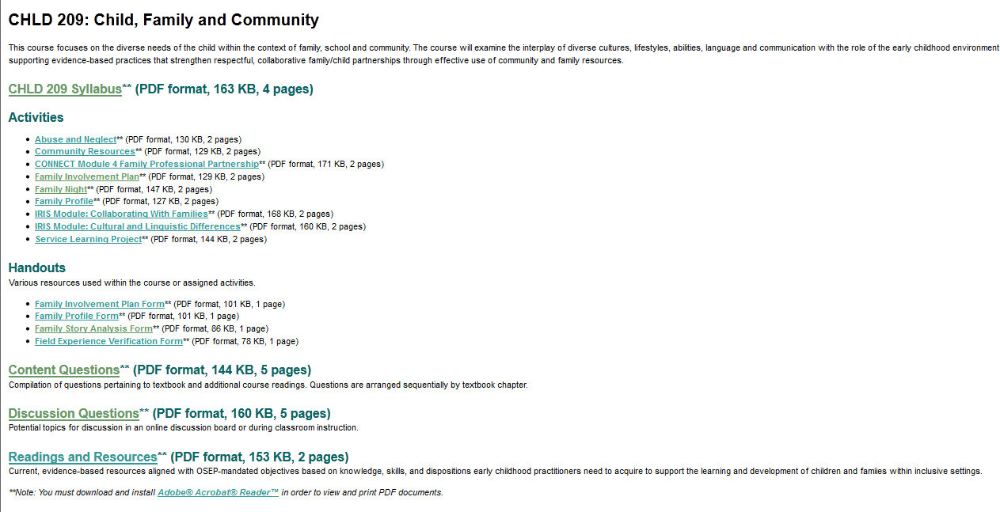 CHLD 209: Child, Family and Community
This course focuses on the diverse needs of the child within the context of family, school and community. The course will examine the interplay of diverse cultures, lifestyles, abilities, language and communication with the role of the early childhood environment
supporting evidence-based practices that strengthen respectful, collaborative family/child partnerships through effective use of community and family resources.
CHLD 209 Syllabus** (PDF format, 163 KB, 4 pages)
Activities
• Abuse and Neglect** (PDF format, 130 KB, 2 pages)
• Community Resources** (PDF format, 129 KB, 2 pages)
• CONNECT Module 4 Family Professional Partnership** (PDF format, 171 KB, 2 pages)
• Family Involvement Plan** (PDF format, 129 KB, 2 pages)
• Family Night** (PDF format, 147 KB, 2 pages)
• Family Profile** (PDF format, 127 KB, 2 pages)
• IRIS Module: Collaborating With Families** (PDF format, 168 KB, 2 pages)
• IRIS Module: Cultural and Linguistic Differences** (PDF format, 160 KB, 2 pages)
• Service Learning Project** (PDF format, 144 KB, 2 pages)
Handouts
Various resources used within the course or assigned activities.
• Family Involvement Plan Form** (PDF format, 101 KB, 1 page)
• Family Profile Form** (PDF format, 101 KB, 1 page)
• Family Story Analysis Form** (PDF format, 86 KB, 1 page)
• Field Experience Verification Form** (PDF format, 78 KB, 1 page)
Content Questions** (PDF format, 144 KB, 5 pages)
Compilation of questions pertaining to textbook and additional course readings. Questions are arranged sequentially by textbook chapter.
Discussion Questions** (PDF format, 160 KB, 5 pages)
Potential topics for discussion in an online discussion board or during classroom instruction.
Readings and Resources** (PDF format, 153 KB, 2 pages)
Current, evidence-based resources aligned with OSEP-mandated objectives based on knowledge, skills, and dispositions early childhood practitioners need to acquire to support the learning and development of children and famiies within inclusive settings.
**Note: You must download and install Adobe® Acrobat® Reader™ in order to view and print PDF documents.